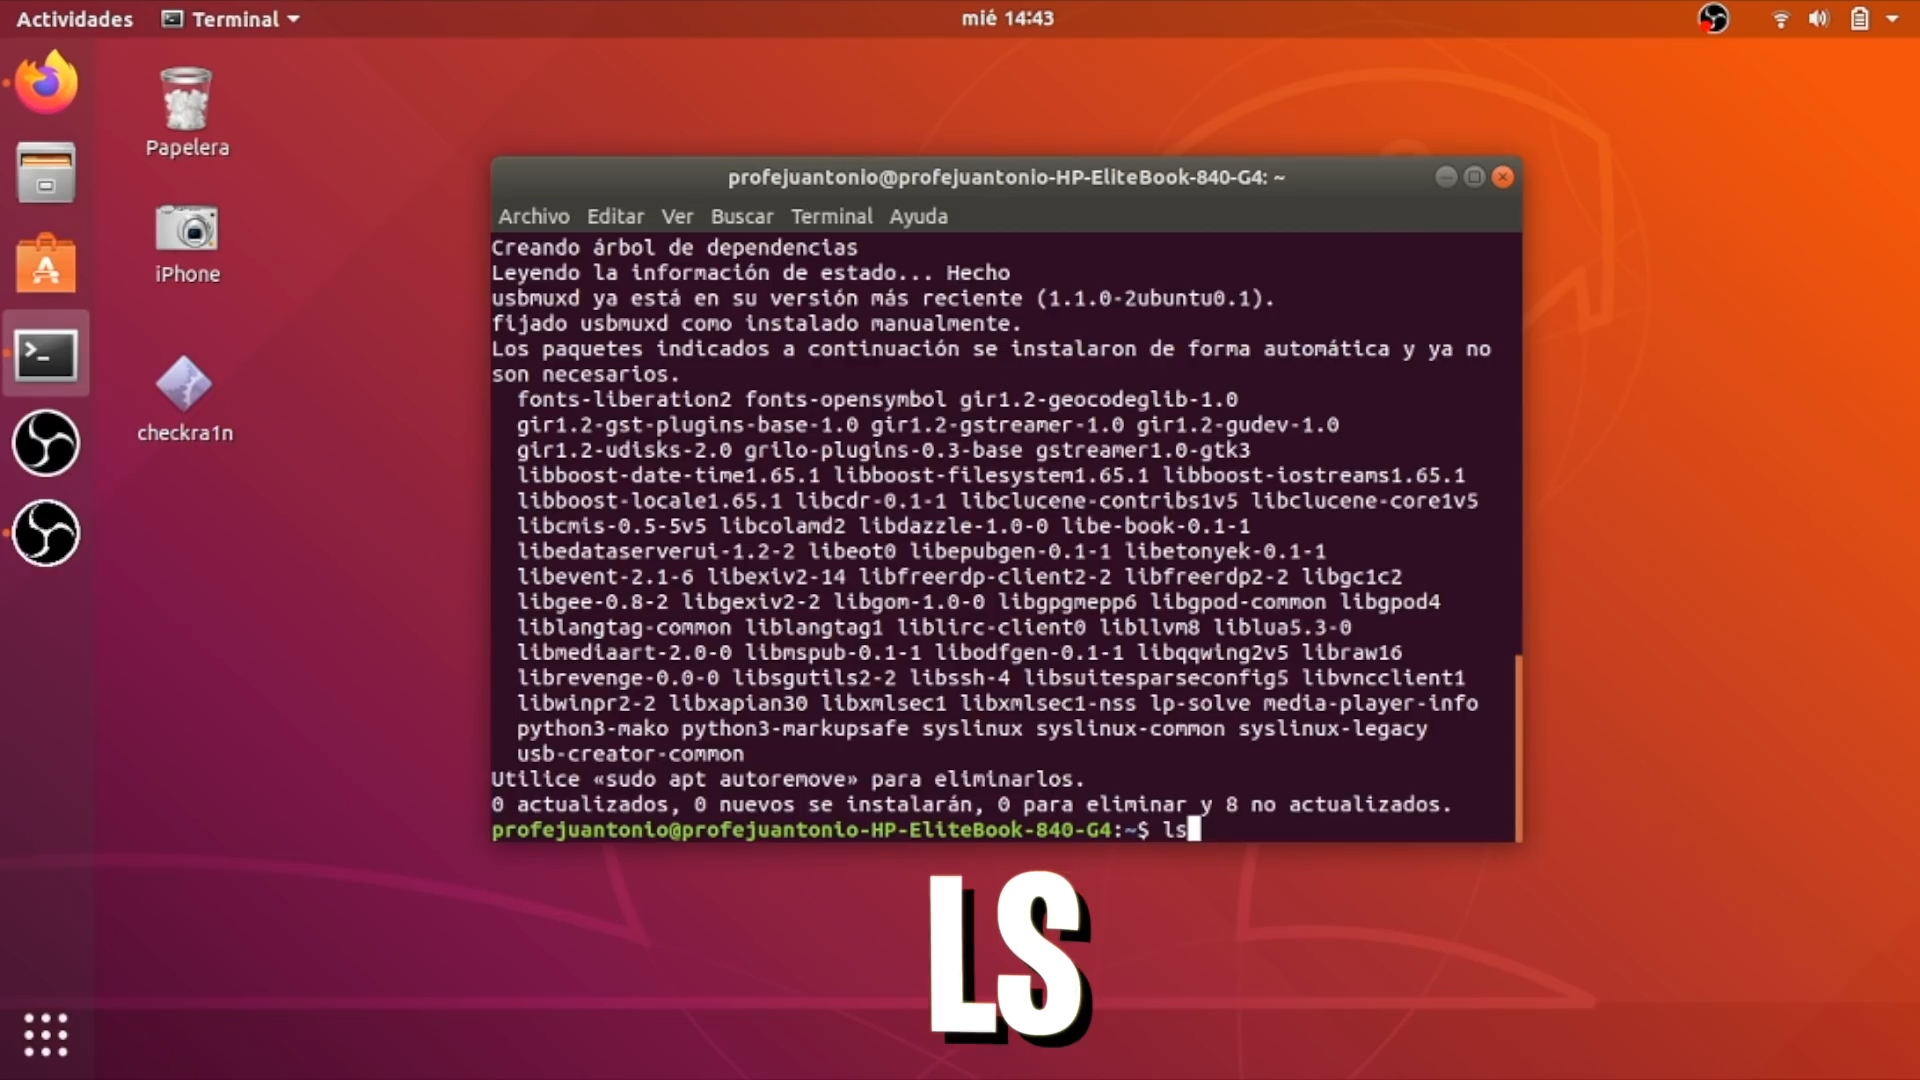 Actividades Terminal mié 14:43
Papelera
iPhone
checkra1n
profejuantonio@profejuantonio-HP-EliteBook-840-G4: ~
Archivo Editar Ver Buscar Terminal Ayuda
Creando árbol de dependencias
Leyendo la información de estado... Hecho
usbmuxd ya está en su versión más reciente (1.1.0-2ubuntu0.1).
fijado usbmuxd como instalado manualmente.
Los paquetes indicados a continuación se instalaron de forma automática y ya no
son necesarios.
fonts-liberation2 fonts-opensymbol gir1.2-geocodeglib-1.0
gir1.2-gst-plugins-base-1.0 gir1.2-gstreamer-1.0 gir1.2-gudev-1.0
gir1.2-udisks-2.0 grilo-plugins-0.3-base gstreamer1.0-gtk3
libboost-date-time1.65.1 libboost-filesystem1.65.1 libboost-iostreams1.65.1
libboost-locale1.65.1 libcdr-0.1-1 libclucene-contribs1v5 libclucene-core1v5
libcmis-0.5-5v5 libcolamd2 libdazzle-1.0-0 libe-book-0.1-1
libedataserverui-1.2-2 libeot0 libepubgen-0.1-1 libetonyek-0.1-1
libevent-2.1-6 libexiv2-14 libfreerdp-client2-2 libfreerdp2-2 libgc1c2
libgee-0.8-2 libgexiv2-2 libgom-1.0-0 libgpgmepp6 libgpod-common libgpod4
liblangtag-common liblangtag1 liblirc-client0 libllvm8 liblua5.3-0
libmediaart-2.0-0 libmspub-0.1-1 libodfgen-0.1-1 libqqwing2v5 libraw16
librevenge-0.0-0 libsgutils2-2 libssh-4 libsuitesparseconfig5 libvncclient1
libwinpr2-2 libxapian30 libxmlsec1 libxmlsec1-nss lp-solve media-player-info
python3-mako python3-markupsafe syslinux syslinux-common syslinux-legacy
usb-creator-common
Utilice «sudo apt autoremove» para eliminarlos.
0 actualizados, 0 nuevos se instalarán, 0 para eliminar y 8 no actualizados.
profejuantonio@profejuantonio-HP-EliteBook-840-G4:~$ ls
LS